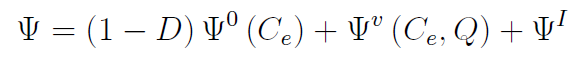 Ψ = (1 − D) Ψ⁰ (Cₑ) + Ψᵛ (Cₑ, Q) + Ψᴵ